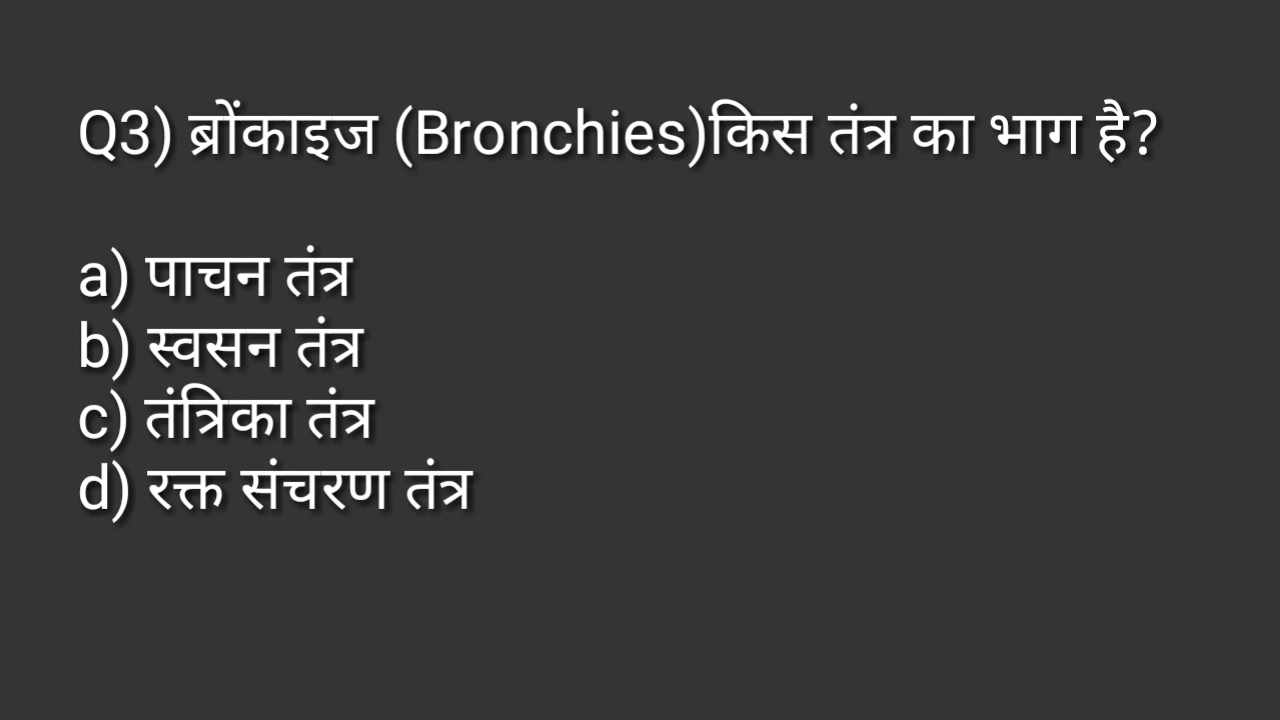 Q3) ब्रोंकाइज (Bronchies)किस तंत्र का भाग है?
a) पाचन तंत्र
b) स्वसन तंत्र
c) तंत्रिका तंत्र
d) रक्त संचरण तंत्र